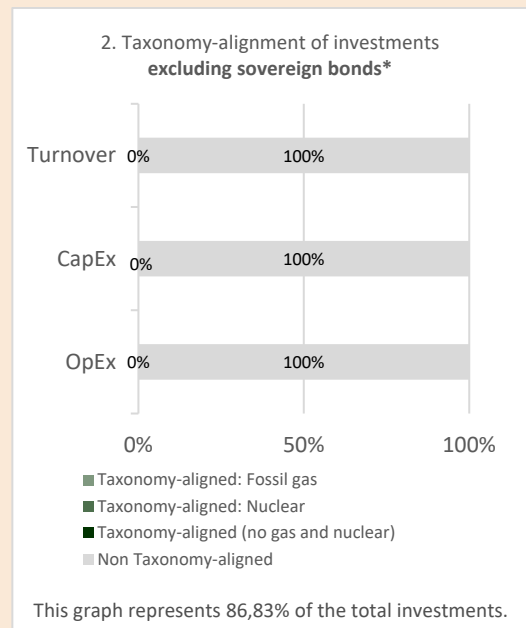 2. Taxonomy-alignment of investments
excluding sovereign bonds*
Turnover 0% 100%
CapEx 0% 100%
OpEx 0% 100%
0% 50% 100%
Taxonomy-aligned: Fossil gas
Taxonomy-aligned: Nuclear
Taxonomy-aligned (no gas and nuclear)
Non Taxonomy-aligned
This graph represents 86,83% of the total investments.